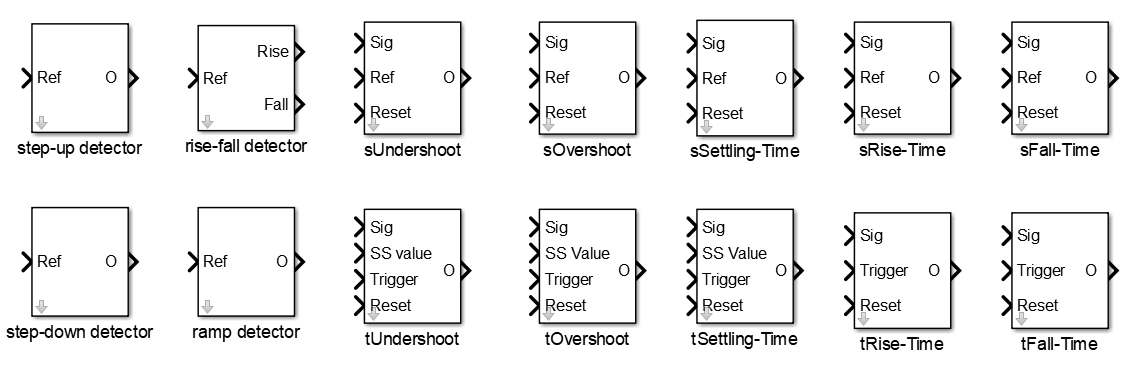 Ref O
step-up detector
Ref Rise Fall
rise-fall detector
Sig
Ref O
Reset
sUndershoot
Sig
Ref O
Reset
sOvershoot
Sig
Ref O
Reset
sSettling-Time
Sig
Ref O
Reset
sRise-Time
Sig
Ref O
Reset
sFall-Time
Ref O
step-down detector
Ref O
ramp detector
Sig
SS value
O
Trigger
Reset
tUndershoot
Sig
SS Value
O
Trigger
Reset
tOvershoot
Sig
SS Value
O
Trigger
Reset
tSettling-Time
Sig
Trigger O
Reset
tRise-Time
Sig
Trigger O
Reset
tFall-Time